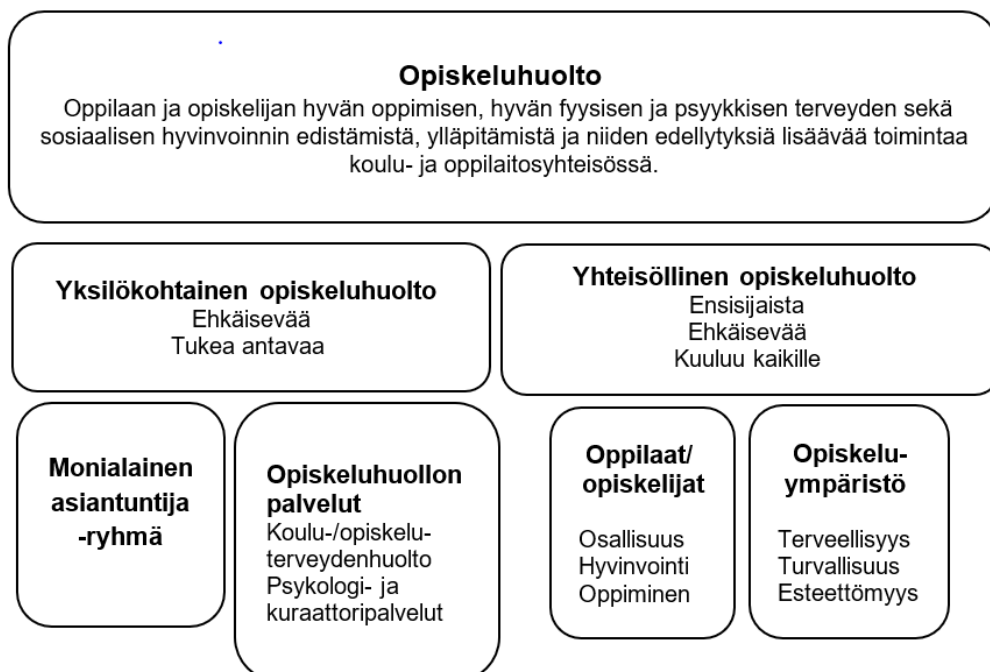 Opiskeluhuolto
Oppilaan ja opiskelijan hyvän oppimisen, hyvän fyysisen ja psyykkisen terveyden sekä
sosiaalisen hyvinvoinnin edistämistä, ylläpitämistä ja niiden edellytyksiä lisäävää toimintaa
koulu- ja oppilaitosyhteisössä.
Yksilökohtainen opiskeluhuolto
Ehkäisevää
Tukea antavaa
Yhteisöllinen opiskeluhuolto
Ensisijaista
Ehkäisevää
Kuuluu kaikille
Monialainen
asiantuntija
-ryhmä
Opiskeluhuollon
palvelut
Koulu-/opiskelu-
terveydenhuolto
Psykologi- ja
kuraattoripalvelut
Oppilaat/
opiskelijat
Osallisuus
Hyvinvointi
Oppiminen
Opiskelu-
ympäristö
Terveellisyys
Turvallisuus
Esteettömyys